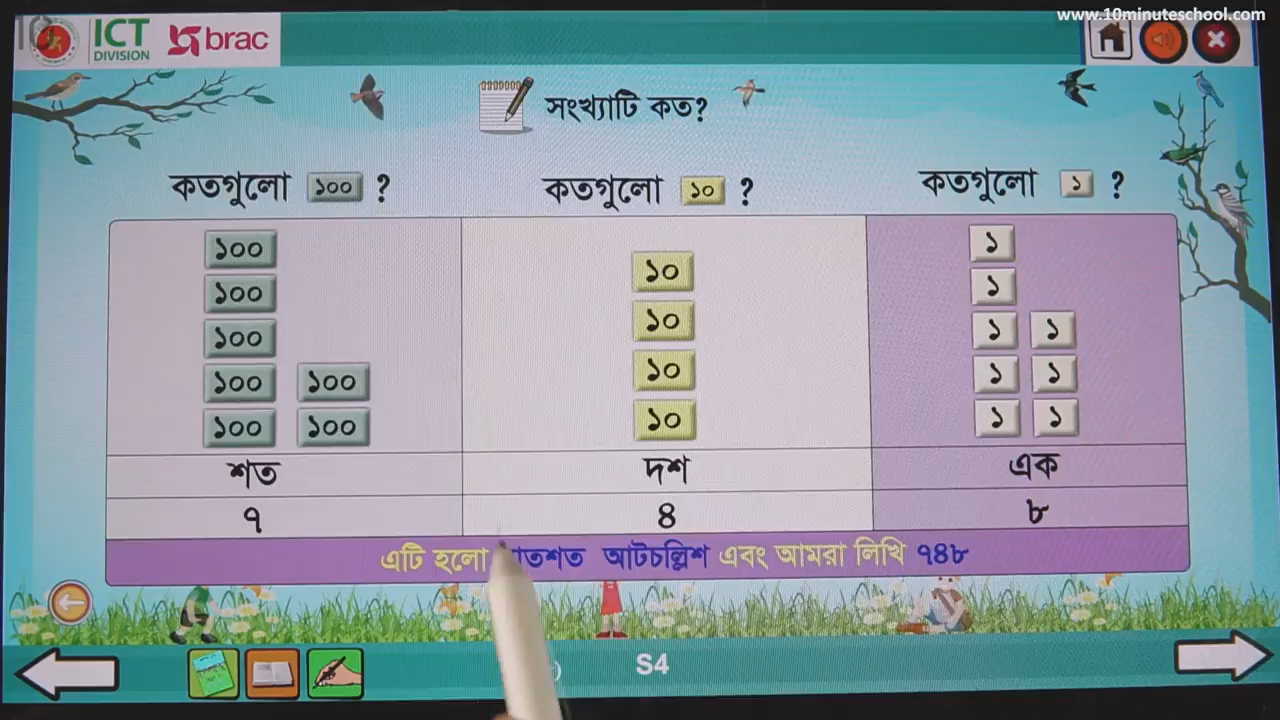 www.10minuteschool.com
10
ICT
DIVISION
brac
সংখ্যাটি কত?
কতগুলো ১০০ ?
কতগুলো ১০ ?
কতগুলো ১ ?
১০০
১০০
১০০
১০০ ১০০
১০০ ১০০
১০
১০
১০
১০
১
১
১ ১
১ ১
১ ১
শত দশ এক
৭ ৪ ৮
এটি হলো আটচল্লিশ এবং আমরা লিখি ৭৪৮
S4